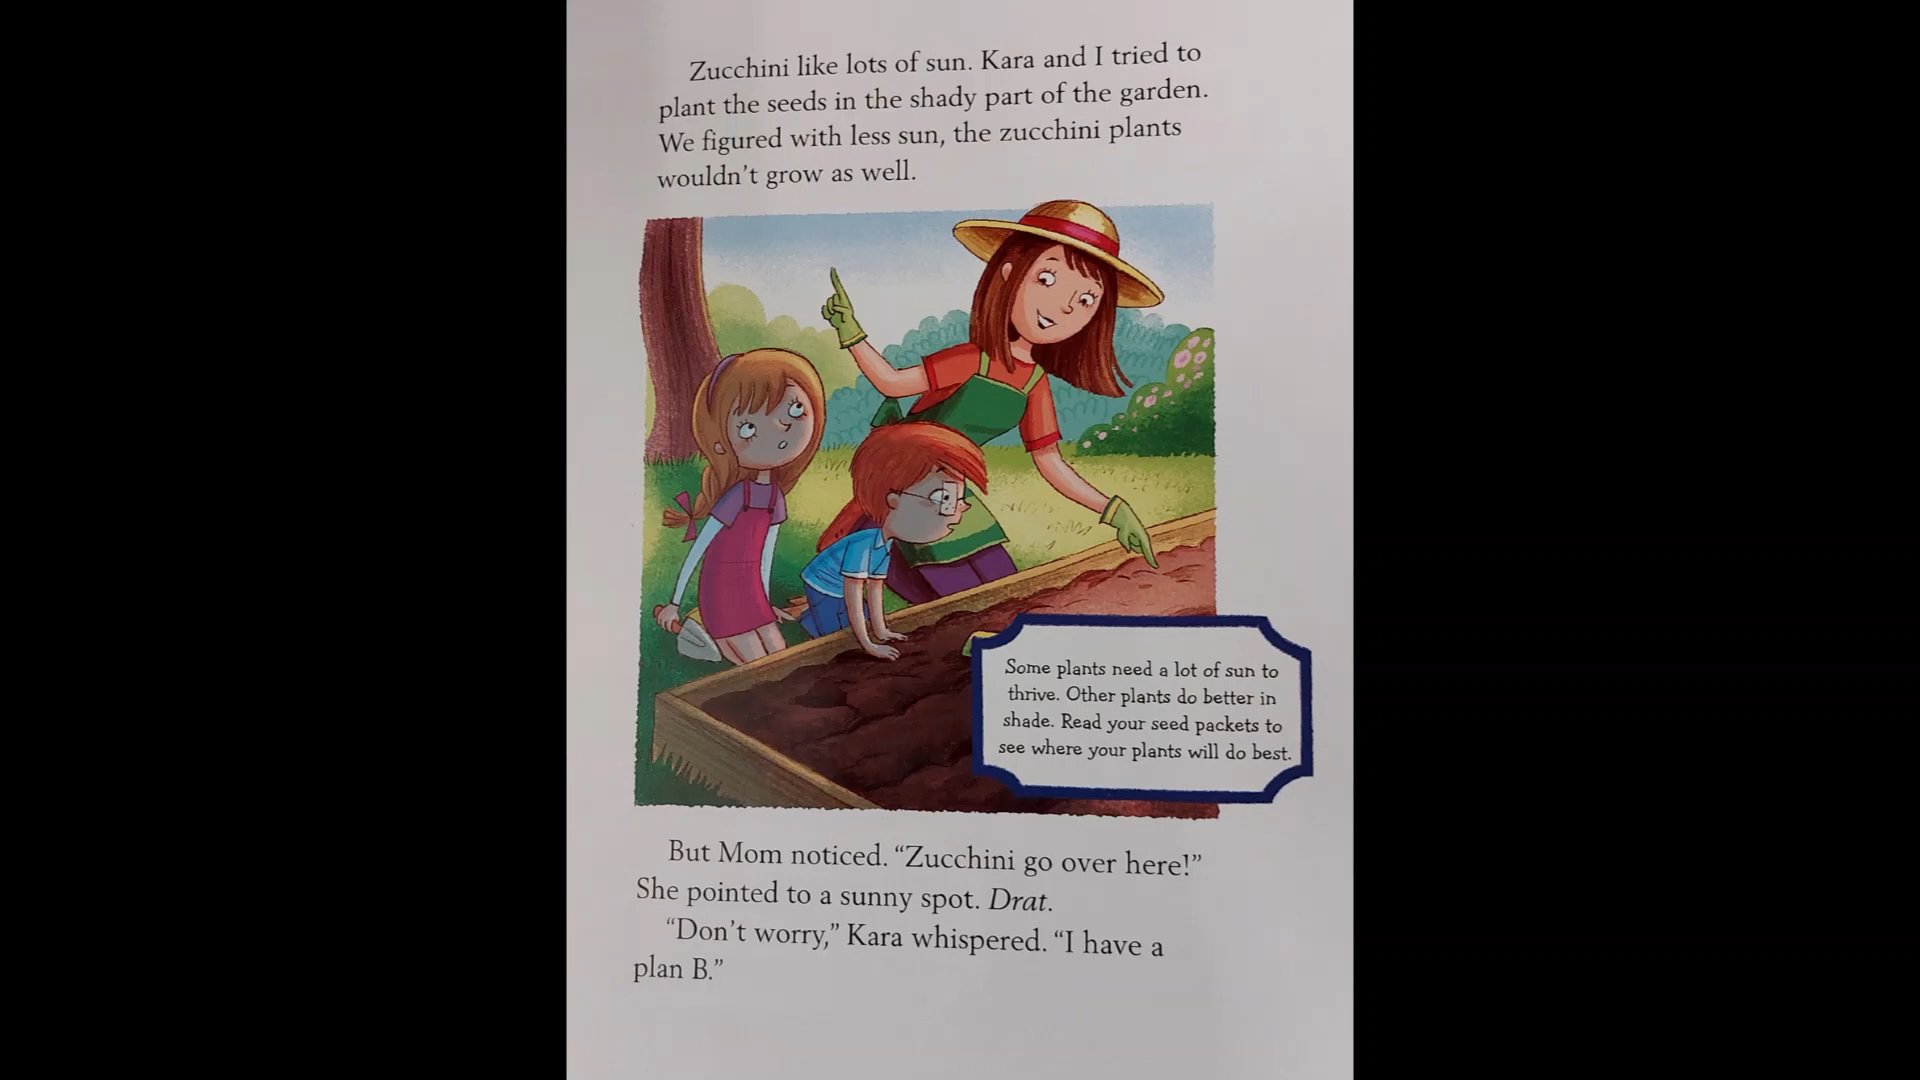 Zucchini like lots of sun. Kara and I tried to
plant the seeds in the shady part of the garden.
We figured with less sun, the zucchini plants
wouldn't grow as well.
Some plants need a lot of sun to
thrive. Other plants do better in
shade. Read your seed packets to
see where your plants will do best.
But Mom noticed. “Zucchini go over here!”
She pointed to a sunny spot. Drat.
“Don't worry,” Kara whispered. “I have a
plan B.”